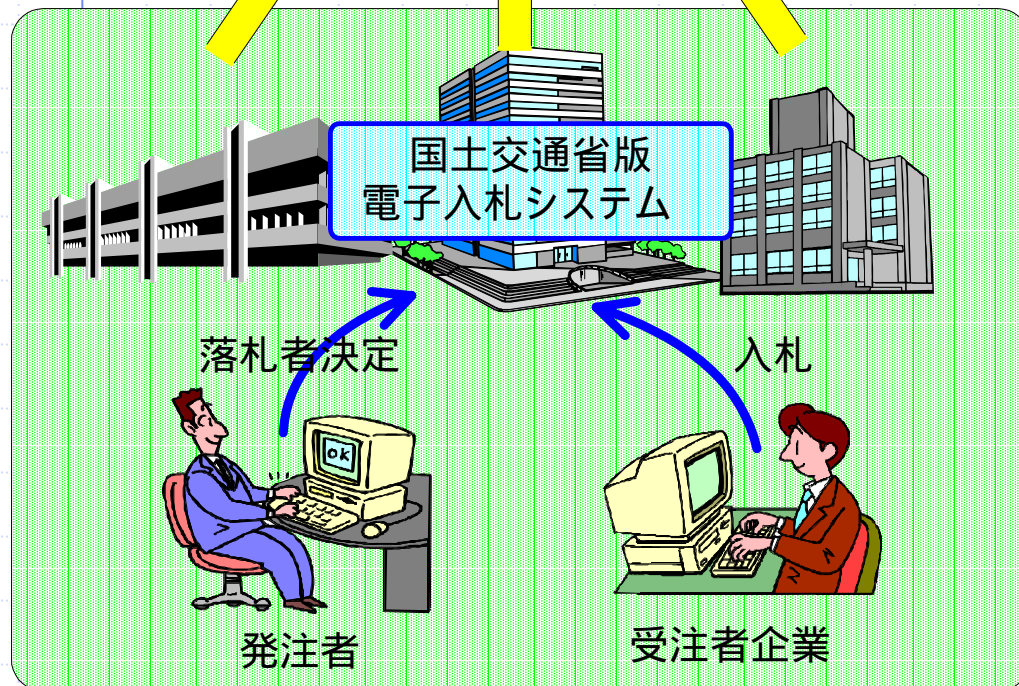 国土交通省版
電子入札システム
落札者決定
入札
OK
発注者
受注者企業